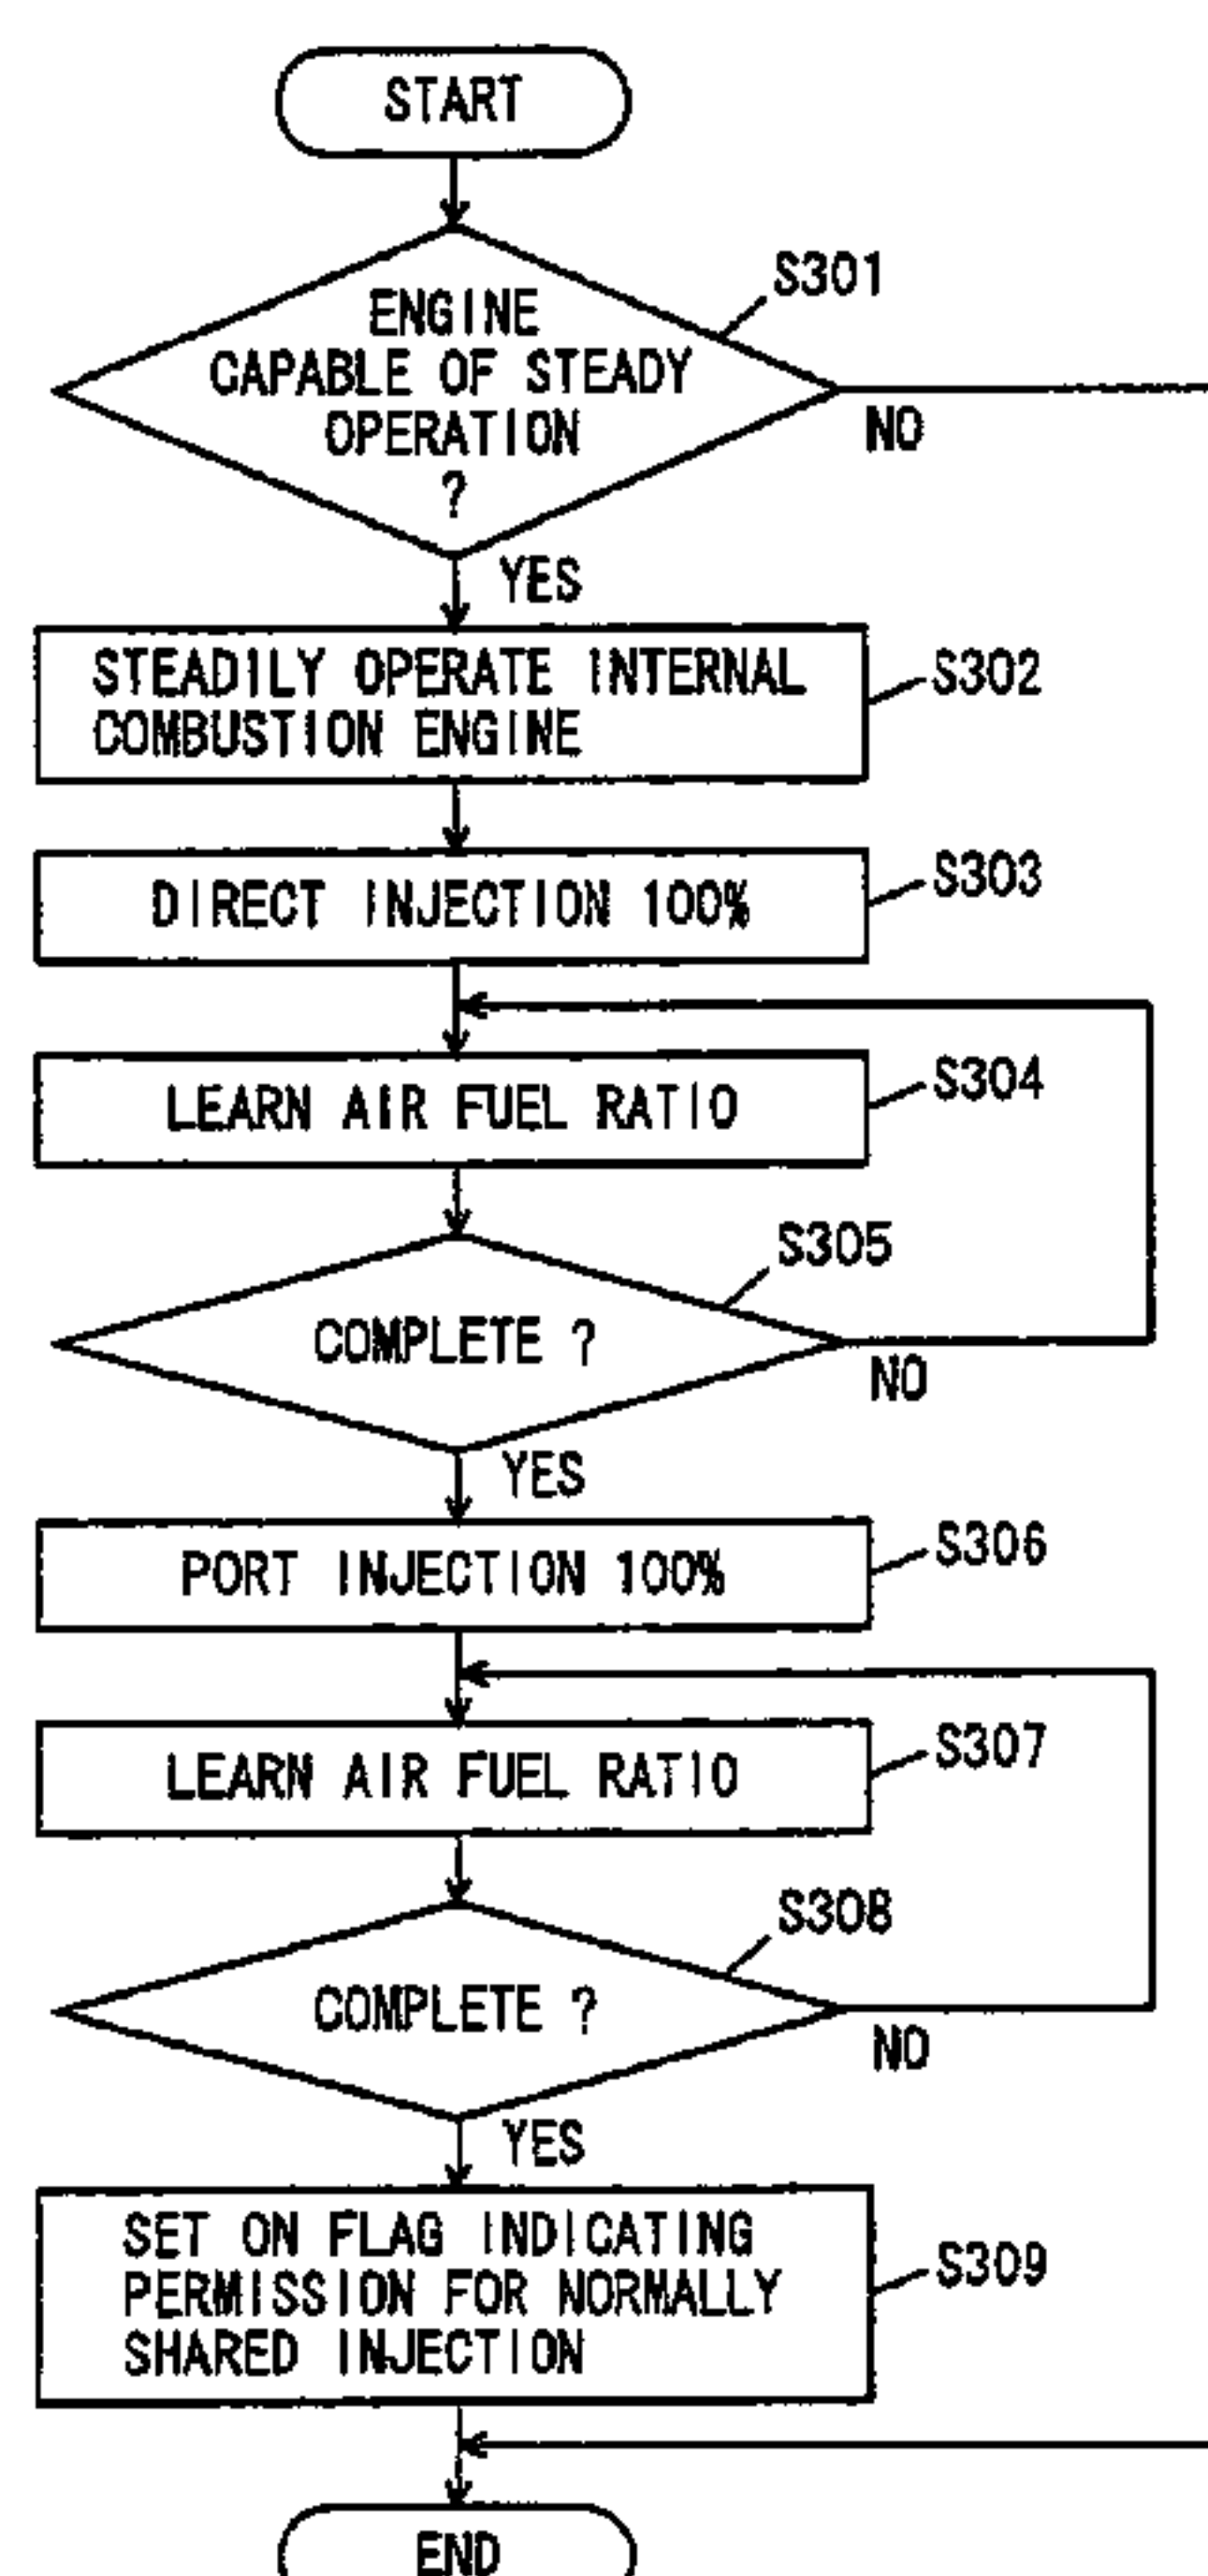 START
S301
ENGINE
CAPABLE OF STEADY
OPERATION
?
NO
YES
STEADILY OPERATE INTERNAL
COMBUSTION ENGINE
S302
DIRECT INJECTION 100%
S303
LEARN AIR FUEL RATIO
S304
S305
COMPLETE ?
NO
YES
PORT INJECTION 100%
S306
LEARN AIR FUEL RATIO
S307
S308
COMPLETE ?
NO
YES
SET ON FLAG INDICATING
PERMISSION FOR NORMALLY
SHARED INJECTION
S309
END